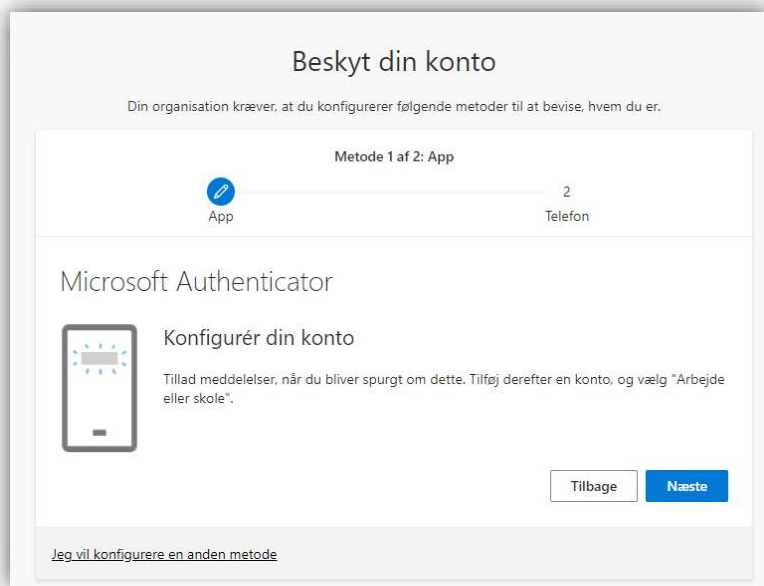 Beskyt din konto
Din organisation kræver, at du konfigurerer følgende metoder til at bevise, hvem du er.
Metode 1 af 2: App
2
App
Telefon
Microsoft Authenticator
Konfigurér din konto
Tillad meddelelser, når du bliver spurgt om dette. Tilføj derefter en konto, og vælg "Arbejde
eller skole".
Tilbage
Næste
Jeg vil konfigurere en anden metode